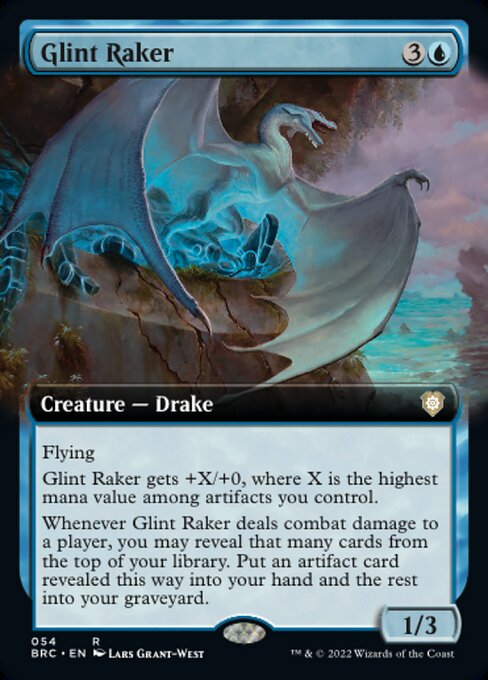 Glint Raker 3
Creature — Drake
Flying
Glint Raker gets +X/+0, where X is the highest
mana value among artifacts you control.
Whenever Glint Raker deals combat damage to
a player, you may reveal that many cards from
the top of your library. Put an artifact card
revealed this way into your hand and the rest
into your graveyard.
1/3
054 R
BRC • EN Lars Grant-West
™ & © 2022 Wizards of the Coast